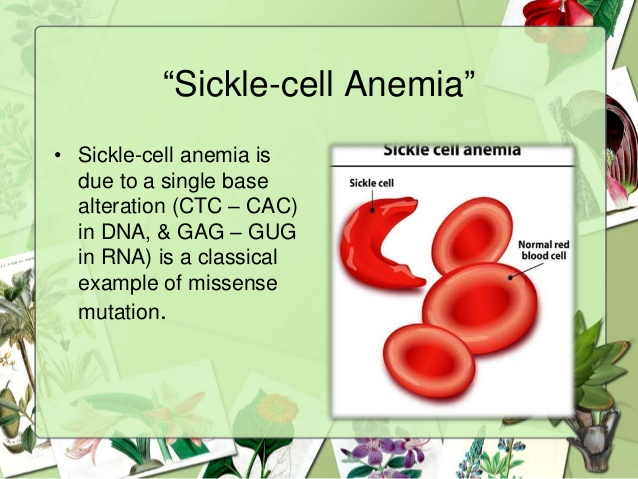 “Sickle-cell Anemia”
• Sickle-cell anemia is
due to a single base
alteration (CTC – CAC)
in DNA, & GAG – GUG
in RNA) is a classical
example of missense
mutation.
Sickle cell anemia
Sickle cell
Normal red
blood cell